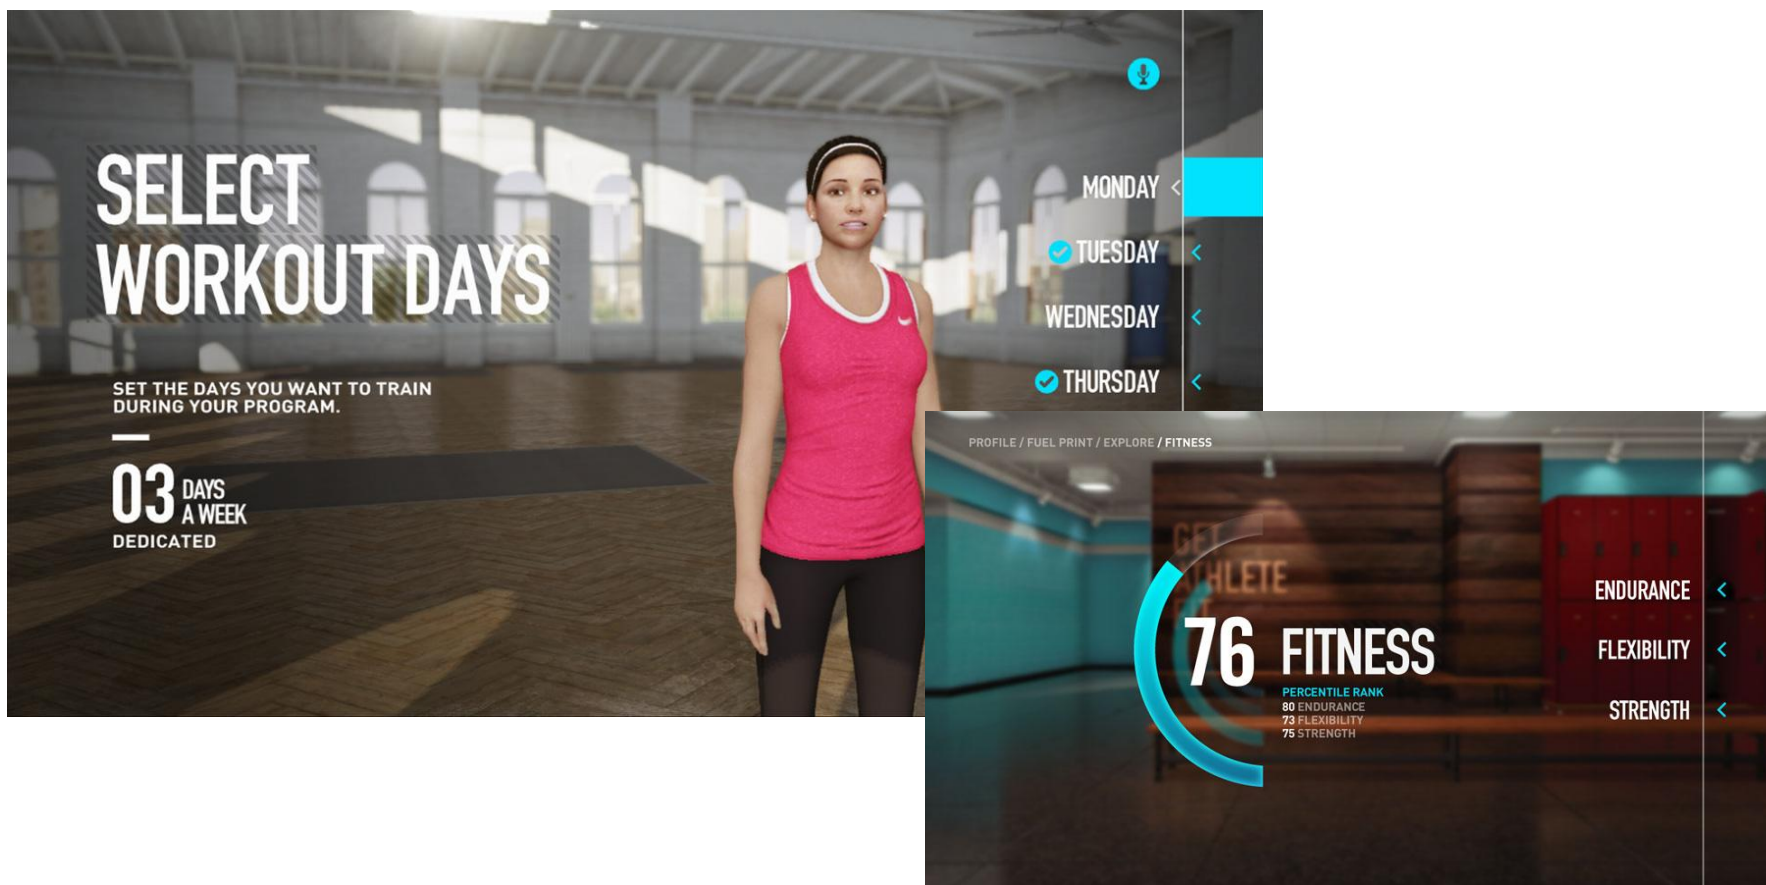 SELECT
WORKOUT DAYS
SET THE DAYS YOU WANT TO TRAIN
DURING YOUR PROGRAM.
03 DAYS
A WEEK
DEDICATED
MONDAY
TUESDAY
WEDNESDAY
THURSDAY
PROFILE / FUEL PRINT / EXPLORE / FITNESS
GET
ATHLETE
76 FITNESS
PERCENTILE RANK
80 ENDURANCE
73 FLEXIBILITY
75 STRENGTH
ENDURANCE
FLEXIBILITY
STRENGTH